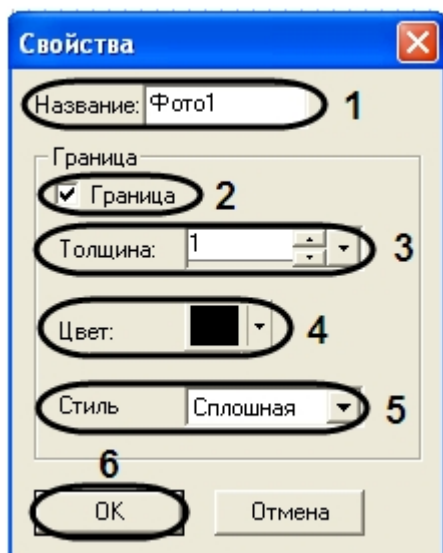 Свойства
Название: Фото1 1
Граница
Граница 2
Толщина: 1 3
Цвет: 4
Стиль Сплошная 5
6
OK Отмена